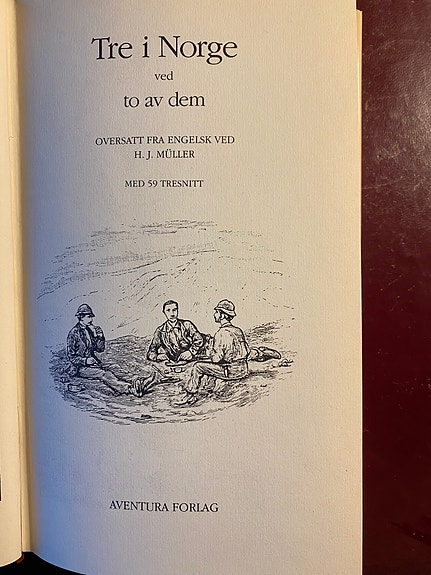 Tre i Norge
ved
to av dem
OVERSATT FRA ENGELSK VED
H. J. MÜLLER
MED 59 TRESNITT
AVENTURA FORLAG